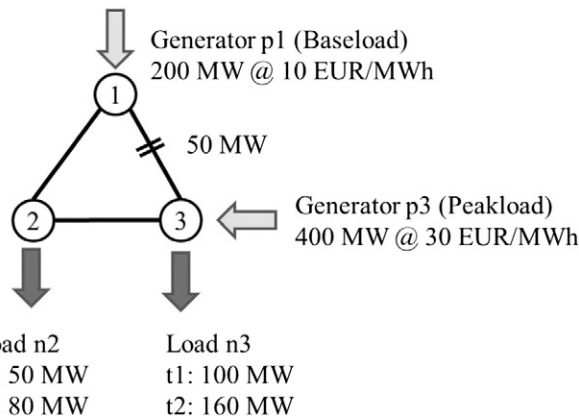 Generator p1 (Baseload)
200 MW @ 10 EUR/MWh
1
50 MW
2
3
Generator p3 (Peakload)
400 MW @ 30 EUR/MWh
n2
50 MW
80 MW
Load n3
t1: 100 MW
t2: 160 MW